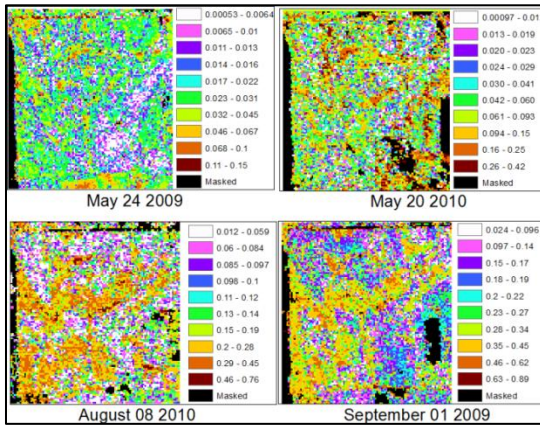 0.00053 - 0.0064
0.0065 - 0.01
0.011 - 0.013
0.014 - 0.016
0.017 - 0.022
0.023 - 0.031
0.032 - 0.045
0.046 - 0.067
0.068 - 0.1
0.11 - 0.15
Masked
May 24 2009
0.00097 - 0.01
0.013 - 0.019
0.020 - 0.023
0.024 - 0.029
0.030 - 0.041
0.042 - 0.060
0.061 - 0.093
0.094 - 0.15
0.16 - 0.25
0.26 - 0.42
Masked
May 20 2010
0.012 - 0.059
0.06 - 0.084
0.085 - 0.097
0.098 - 0.1
0.11 - 0.12
0.13 - 0.14
0.15 - 0.19
0.2 - 0.28
0.29 - 0.45
0.46 - 0.76
Masked
August 08 2010
0.024 - 0.096
0.097 - 0.14
0.15 - 0.17
0.18 - 0.19
0.2 - 0.22
0.23 - 0.27
0.28 - 0.34
0.35 - 0.45
0.46 - 0.62
0.63 - 0.89
Masked
September 01 2009